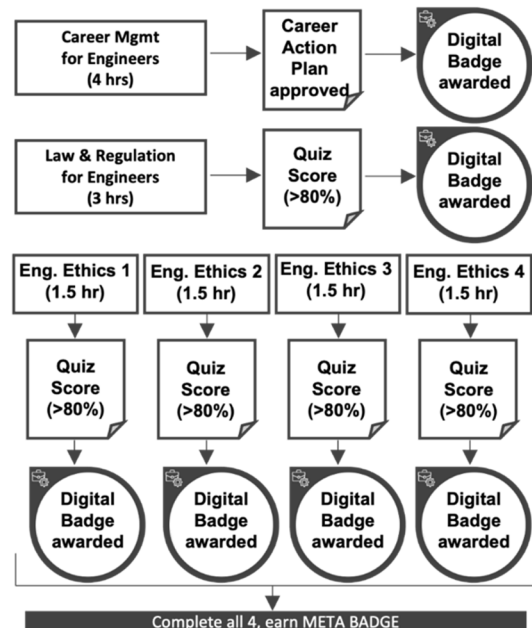 Career Mgmt
for Engineers
(4 hrs)
Career
Action
Plan
approved
Digital
Badge
awarded
Law & Regulation
for Engineers
(3 hrs)
Quiz
Score
(>80%)
Digital
Badge
awarded
Eng. Ethics 1
(1.5 hr)
Eng. Ethics 2
(1.5 hr)
Eng. Ethics 3
(1.5 hr)
Eng. Ethics 4
(1.5 hr)
Quiz
Score
(>80%)
Quiz
Score
(>80%)
Quiz
Score
(>80%)
Quiz
Score
(>80%)
Digital
Badge
awarded
Digital
Badge
awarded
Digital
Badge
awarded
Digital
Badge
awarded
Complete all 4, earn META BADGE